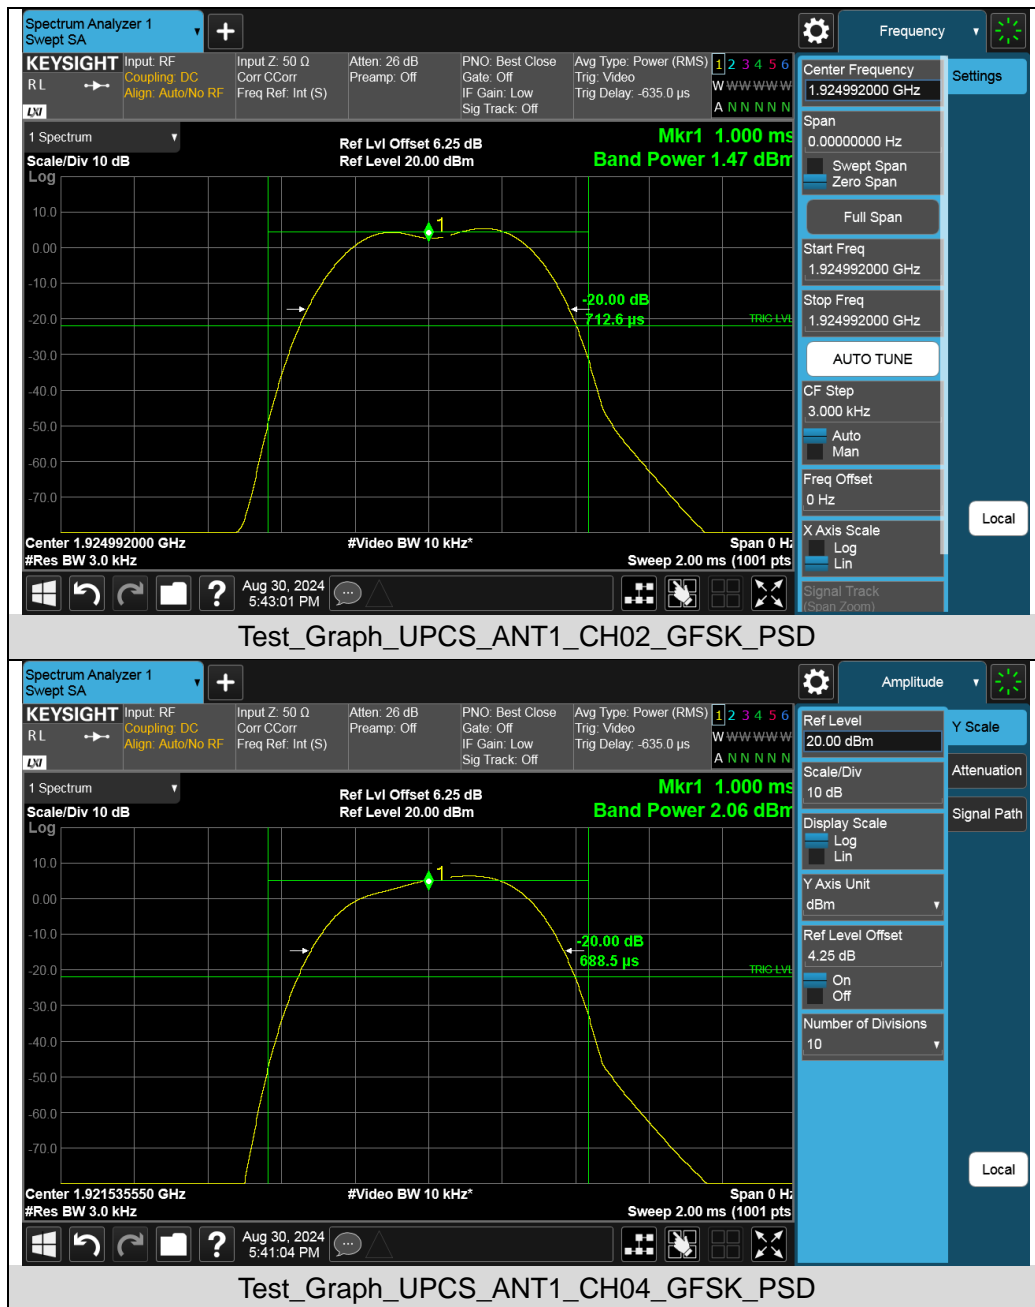 Spectrum Analyzer 1
Swept SA
+
Frequency
KEYSIGHT
RL
LXI
Input: RF
Coupling: DC
Align: Auto/No RF
Input Z: 50 Ω
Corr CCorr
Freq Ref: Int (S)
Atten: 26 dB
Preamp: Off
PNO: Best Close
Gate: Off
IF Gain: Low
Sig Track: Off
Avg Type: Power (RMS)
Trig: Video
Trig Delay: -635.0 µs
1 2 3 4 5 6
W W W W W W
A N N N N N
1 Spectrum
Scale/Div 10 dB
Ref Lvl Offset 6.25 dB
Ref Level 20.00 dBm
Mkr1 1.000 ms
Band Power 1.47 dBm
Log
10.0
0.00
-10.0
-20.0
-30.0
-40.0
-50.0
-60.0
-70.0
1
-20.00 dB
712.6 µs
TRIG LVL
Center 1.924992000 GHz
#Res BW 3.0 kHz
#Video BW 10 kHz*
Span 0 Hz
Sweep 2.00 ms (1001 pts
Center Frequency
1.924992000 GHz
Settings
Span
0.00000000 Hz
Swept Span
Zero Span
Full Span
Start Freq
1.924992000 GHz
Stop Freq
1.924992000 GHz
AUTO TUNE
CF Step
3.000 kHz
Auto
Man
Freq Offset
0 Hz
X Axis Scale
Log
Lin
Signal Track
(Span Zoom)
Local
?
Aug 30, 2024
5:43:01 PM
Test_Graph_UPCS_ANT1_CH02_GFSK_PSD
Spectrum Analyzer 1
Swept SA
+
Amplitude
KEYSIGHT
RL
LXI
Input: RF
Coupling: DC
Align: Auto/No RF
Input Z: 50 Ω
Corr CCorr
Freq Ref: Int (S)
Atten: 26 dB
Preamp: Off
PNO: Best Close
Gate: Off
IF Gain: Low
Sig Track: Off
Avg Type: Power (RMS)
Trig: Video
Trig Delay: -635.0 µs
1 2 3 4 5 6
W W W W W W
A N N N N N
1 Spectrum
Scale/Div 10 dB
Ref Lvl Offset 6.25 dB
Ref Level 20.00 dBm
Mkr1 1.000 ms
Band Power 2.06 dBm
Log
10.0
0.00
-10.0
-20.0
-30.0
-40.0
-50.0
-60.0
-70.0
1
-20.00 dB
688.5 µs
TRIG LVL
Center 1.921535550 GHz
#Res BW 3.0 kHz
#Video BW 10 kHz*
Span 0 Hz
Sweep 2.00 ms (1001 pts
Ref Level
20.00 dBm
Y Scale
Scale/Div
10 dB
Attenuation
Display Scale
Log
Lin
Signal Path
Y Axis Unit
dBm
Ref Level Offset
4.25 dB
On
Off
Number of Divisions
10
Local
?
Aug 30, 2024
5:41:04 PM
Test_Graph_UPCS_ANT1_CH04_GFSK_PSD